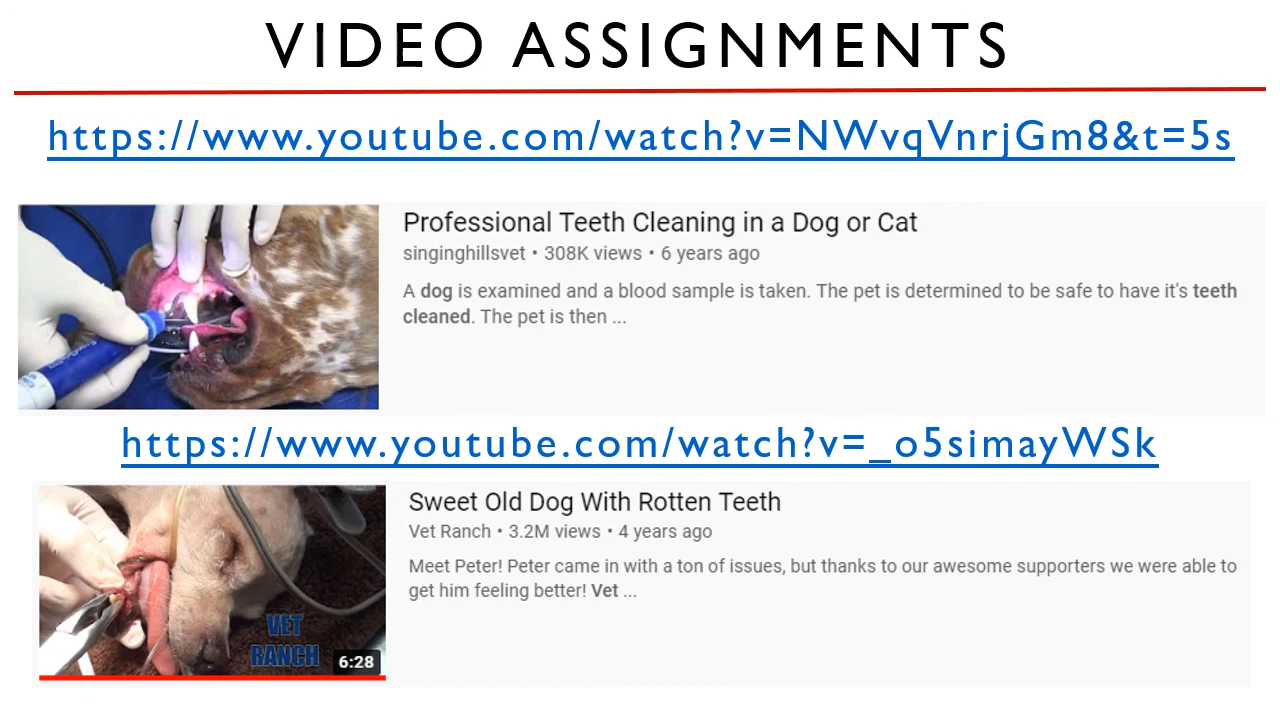 VIDEO ASSIGNMENTS
https://www.youtube.com/watch?v=NWvqVnrjGm8&t=5s
Professional Teeth Cleaning in a Dog or Cat
singinghillsvet • 308K views • 6 years ago
A dog is examined and a blood sample is taken. The pet is determined to be safe to have it's teeth
cleaned. The pet is then ...
https://www.youtube.com/watch?v=_o5simayWSk
Sweet Old Dog With Rotten Teeth
Vet Ranch • 3.2M views • 4 years ago
Meet Peter! Peter came in with a ton of issues, but thanks to our awesome supporters we were able to
get him feeling better! Vet ...
VET
RANCH
6:28